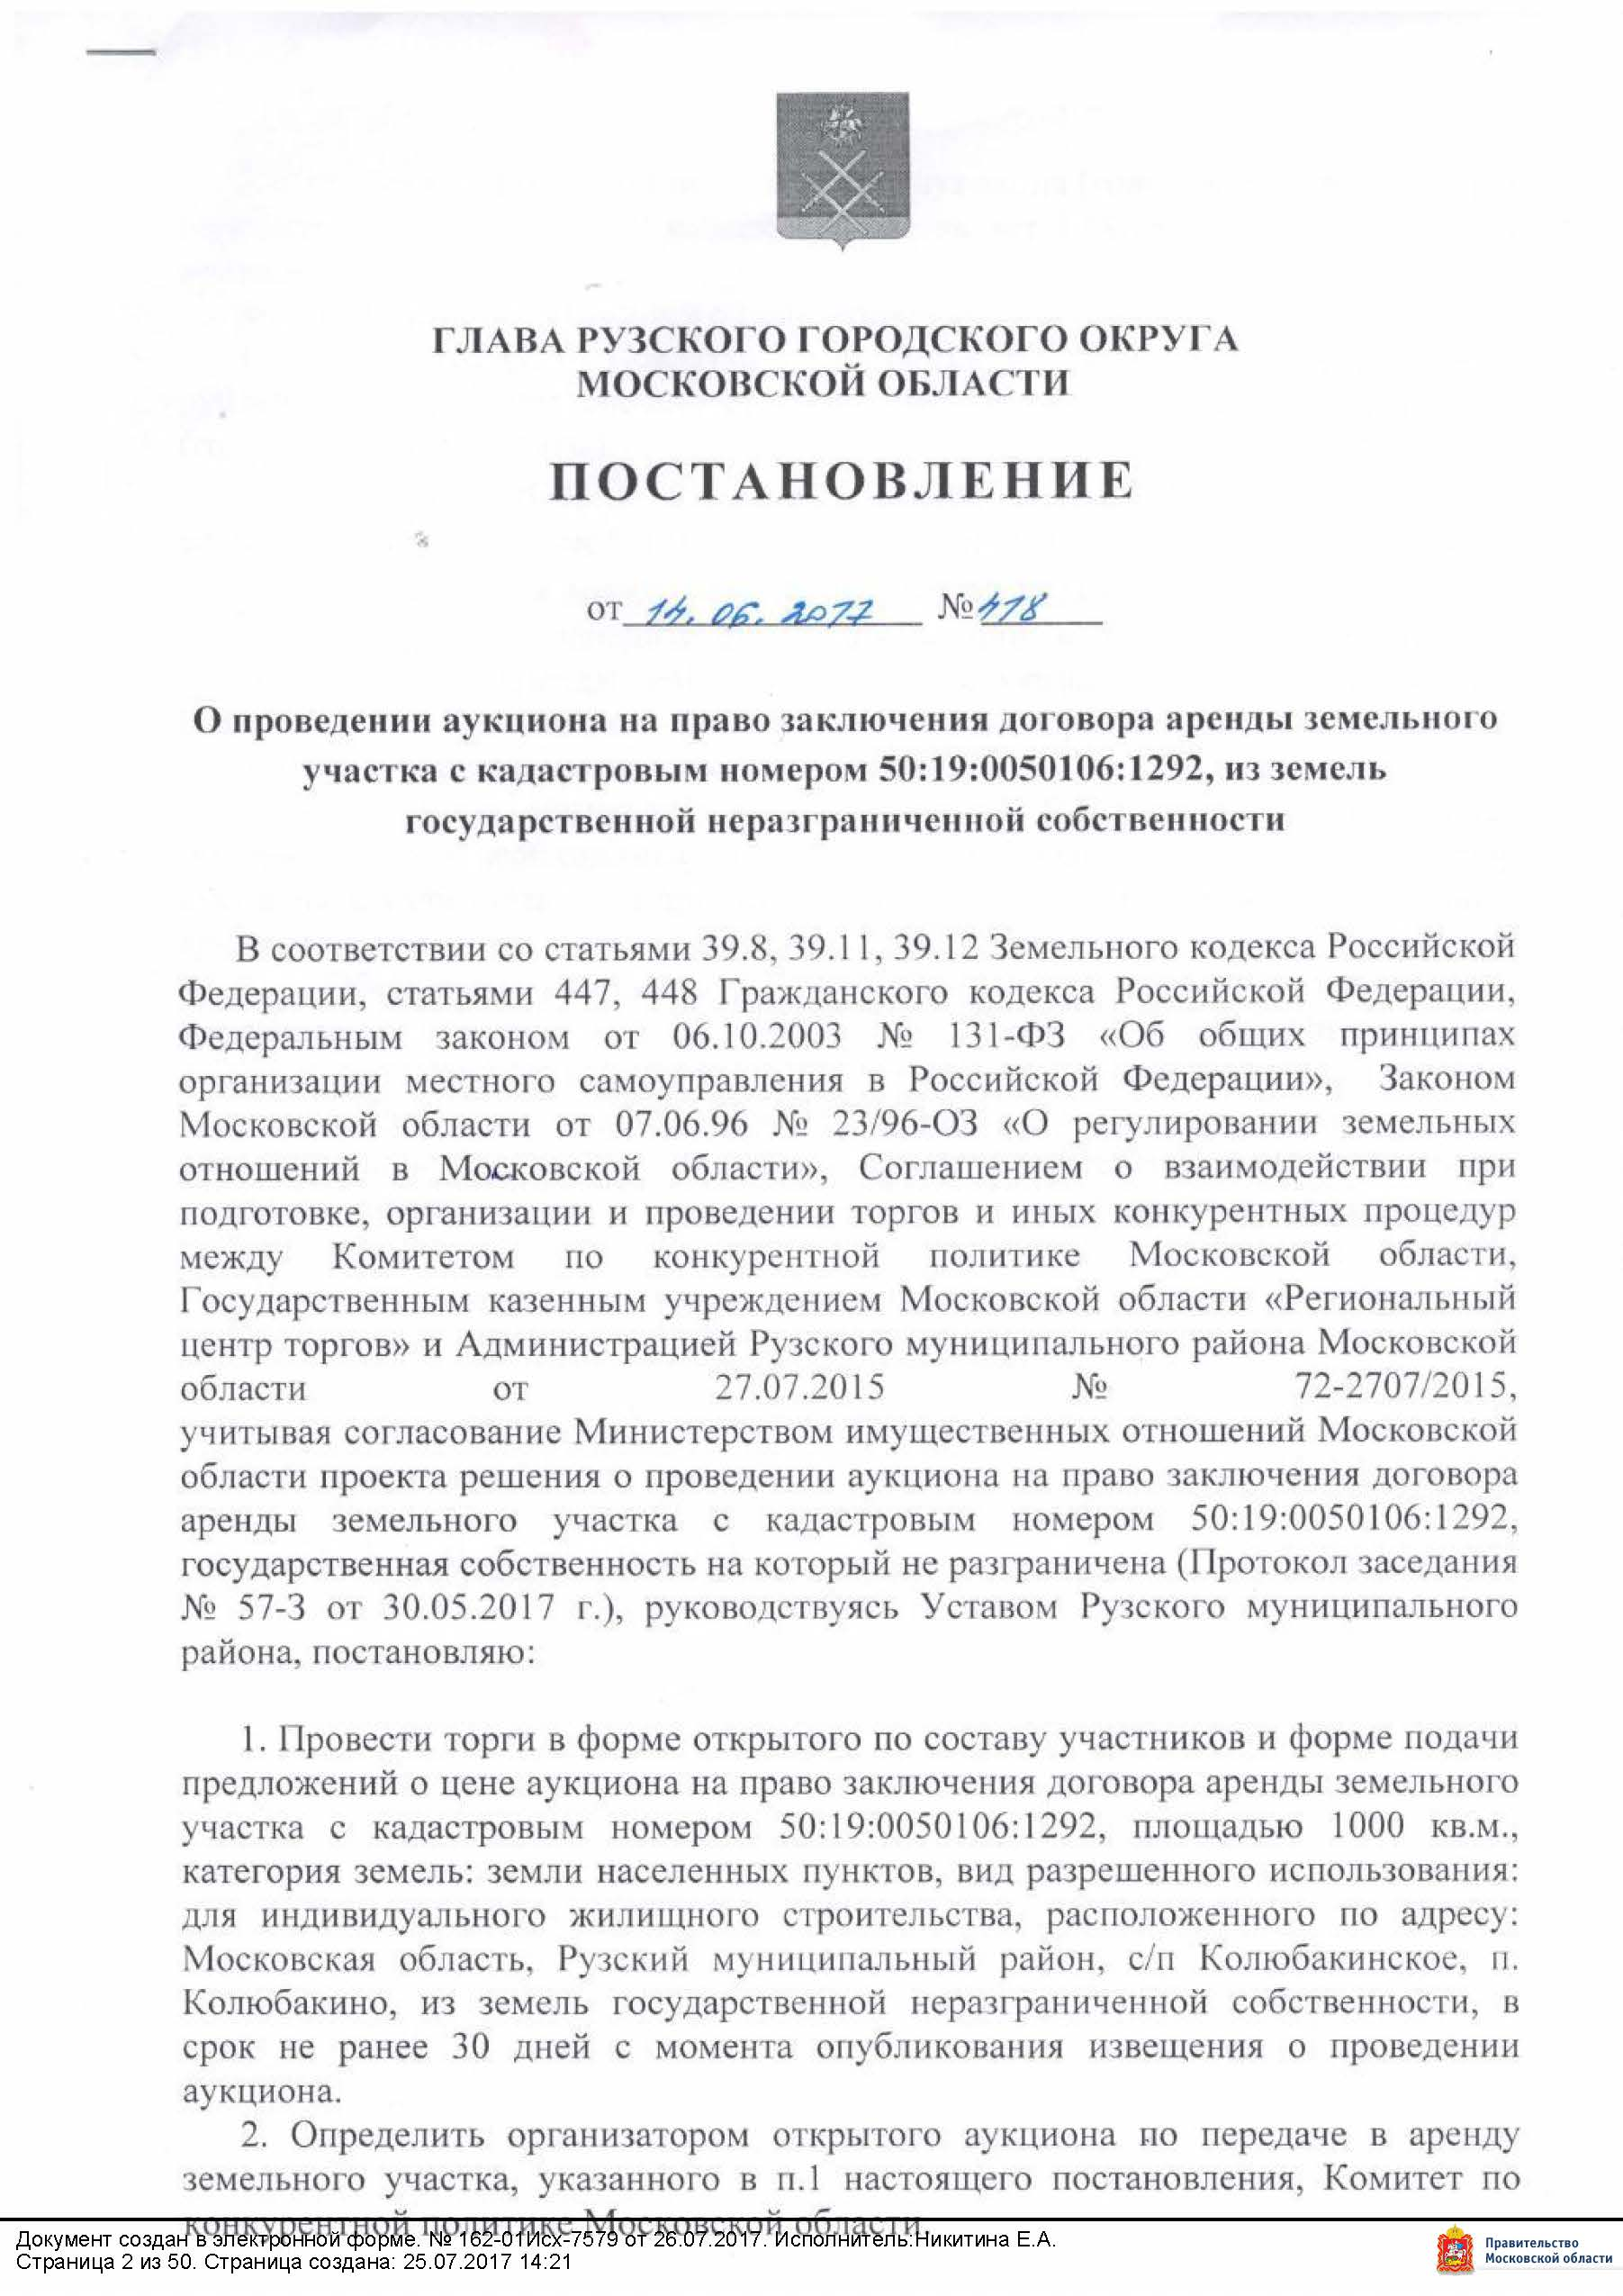 ГЛАВА РУЗСКОГО ГОРОДСКОГО ОКРУГА
МОСКОВСКОЙ ОБЛАСТИ
ПОСТАНОВЛЕНИЕ
от 14.06.2017 № 418
О проведении аукциона на право заключения договора аренды земельного
участка с кадастровым номером 50:19:0050106:1292, из земель
государственной неразграниченной собственности
В соответствии со статьями 39.8, 39.11, 39.12 Земельного кодекса Российской
Федерации, статьями 447, 448 Гражданского кодекса Российской Федерации,
Федеральным законом от 06.10.2003 № 131-ФЗ «Об общих принципах
организации местного самоуправления в Российской Федерации», Законом
Московской области от 07.06.96 № 23/96-ОЗ «О регулировании земельных
отношений в Московской области», Соглашением о взаимодействии при
подготовке, организации и проведении торгов и иных конкурентных процедур
между Комитетом по конкурентной политике Московской области,
Государственным казенным учреждением Московской области «Региональный
центр торгов» и Администрацией Рузского муниципального района Московской
области от 27.07.2015 № 72-2707/2015,
учитывая согласование Министерством имущественных отношений Московской
области проекта решения о проведении аукциона на право заключения договора
аренды земельного участка с кадастровым номером 50:19:0050106:1292,
государственная собственность на который не разграничена (Протокол заседания
№ 57-З от 30.05.2017 г.), руководствуясь Уставом Рузского муниципального
района, постановляю:
1. Провести торги в форме открытого по составу участников и форме подачи
предложений о цене аукциона на право заключения договора аренды земельного
участка с кадастровым номером 50:19:0050106:1292, площадью 1000 кв.м.,
категория земель: земли населенных пунктов, вид разрешенного использования:
для индивидуального жилищного строительства, расположенного по адресу:
Московская область, Рузский муниципальный район, с/п Колюбакинское, п.
Колюбакино, из земель государственной неразграниченной собственности, в
срок не ранее 30 дней с момента опубликования извещения о проведении
аукциона.
2. Определить организатором открытого аукциона по передаче в аренду
земельного участка, указанного в п.1 настоящего постановления, Комитет по
конкурентной политике Московской области.
Документ создан в электронной форме. № 162-01Исх-7579 от 26.07.2017. Исполнитель:Никитина Е.А.
Страница 2 из 50. Страница создана: 25.07.2017 14:21
Правительство
Московской области